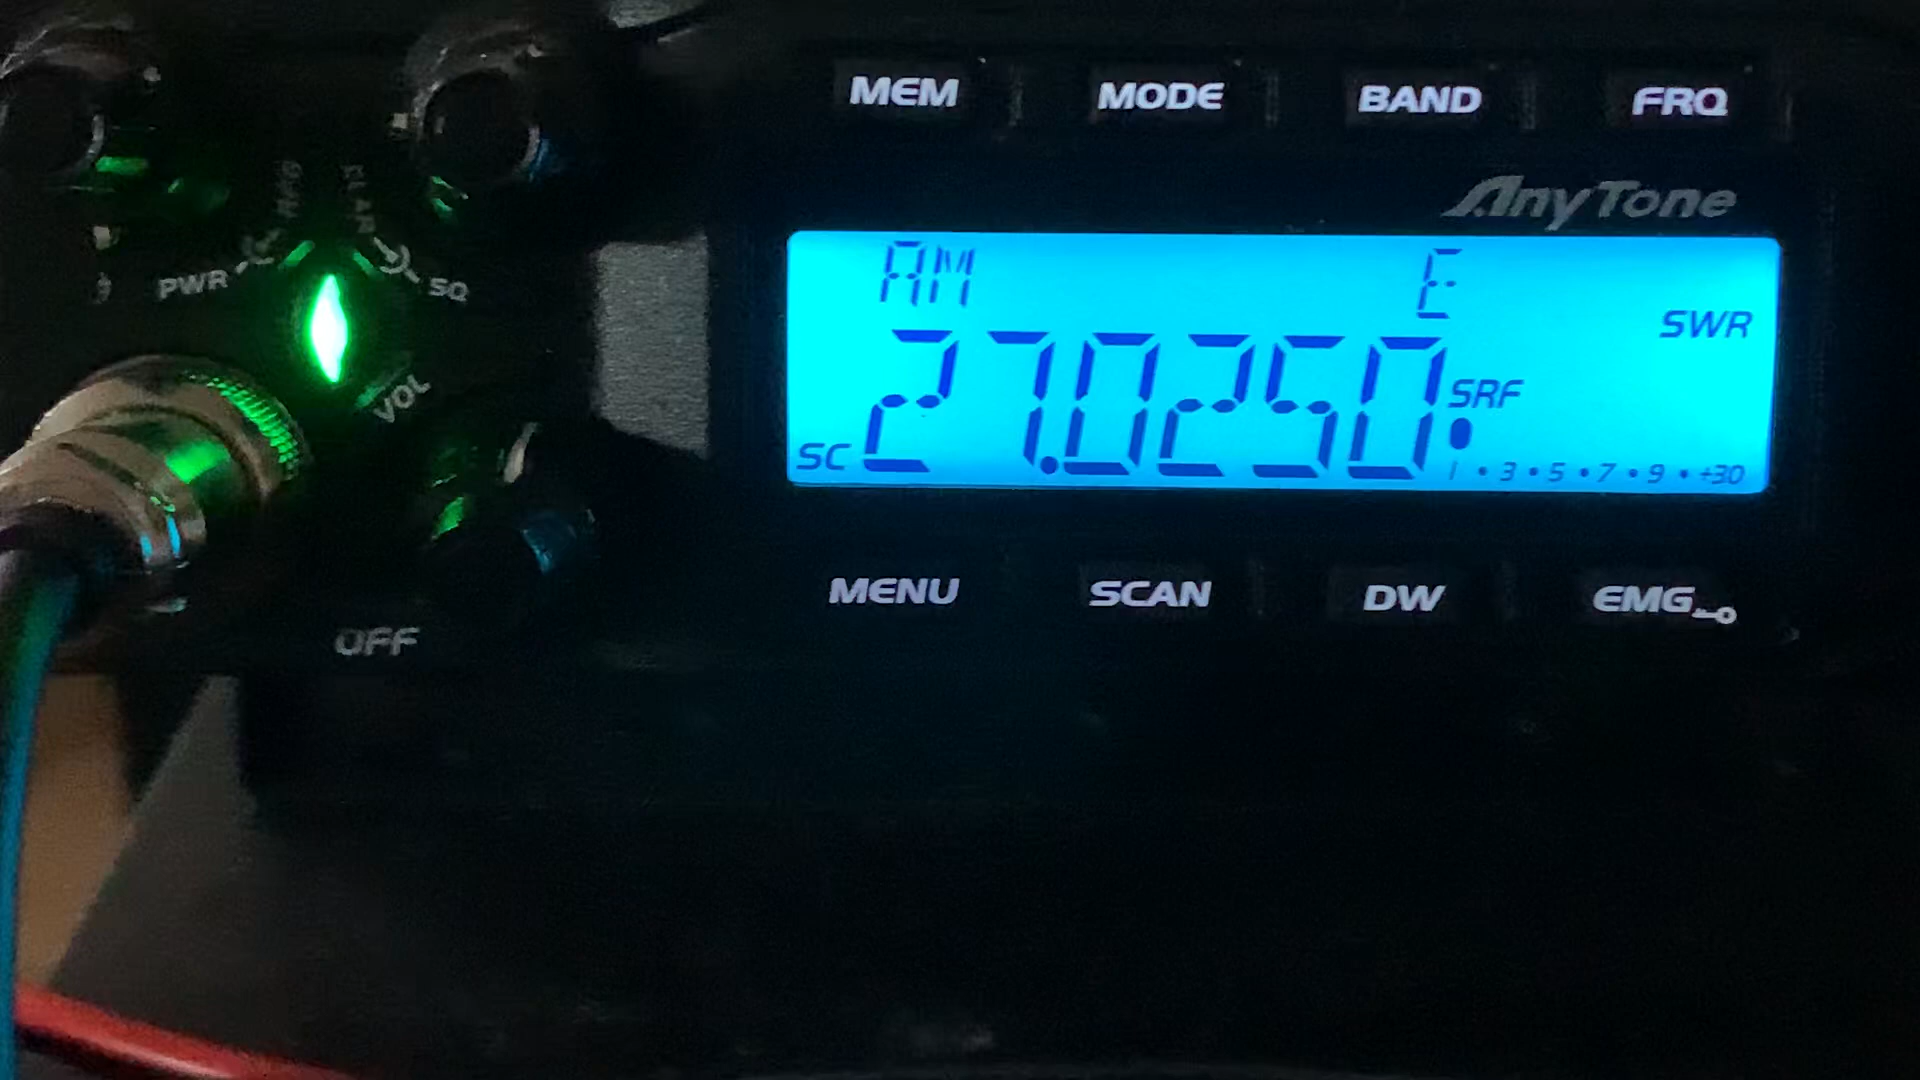 MEM MODE BAND FRQ
AnyTone
AM E
SWR
27.0250
SRF
SC
1 • 3 • 5 • 7 • 9 • +30
PWR
SQ
VOL
OFF
MENU SCAN DW EMG